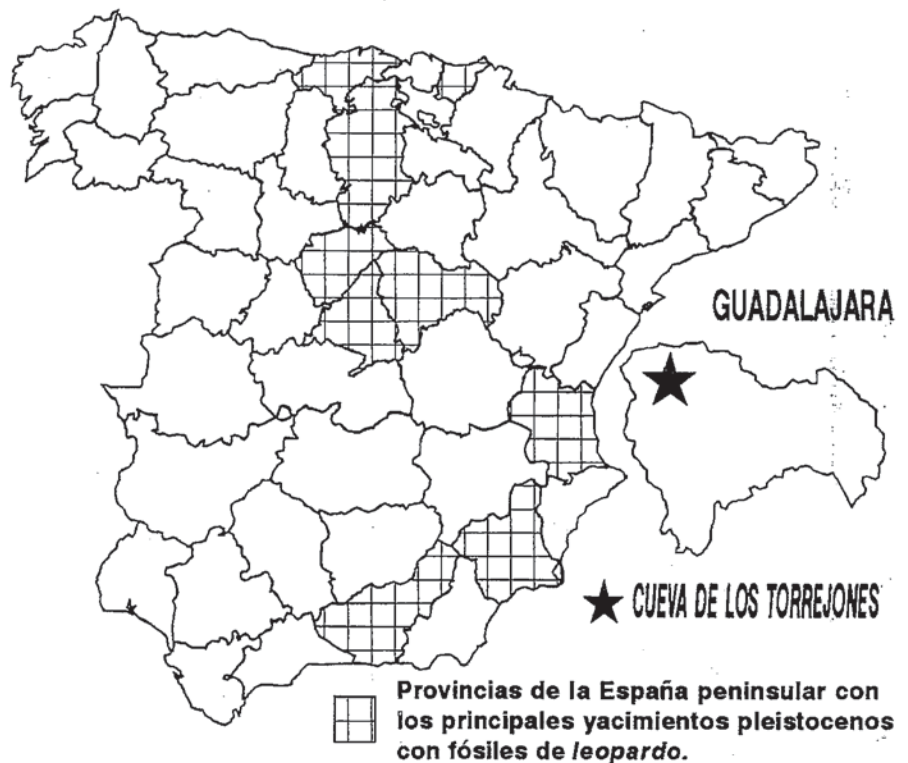 GUADALAJARA
CUEVA DE LOS TORREJONES
Provincias de la España peninsular con
los principales yacimientos pleistocenos
con fósiles de leopardo.